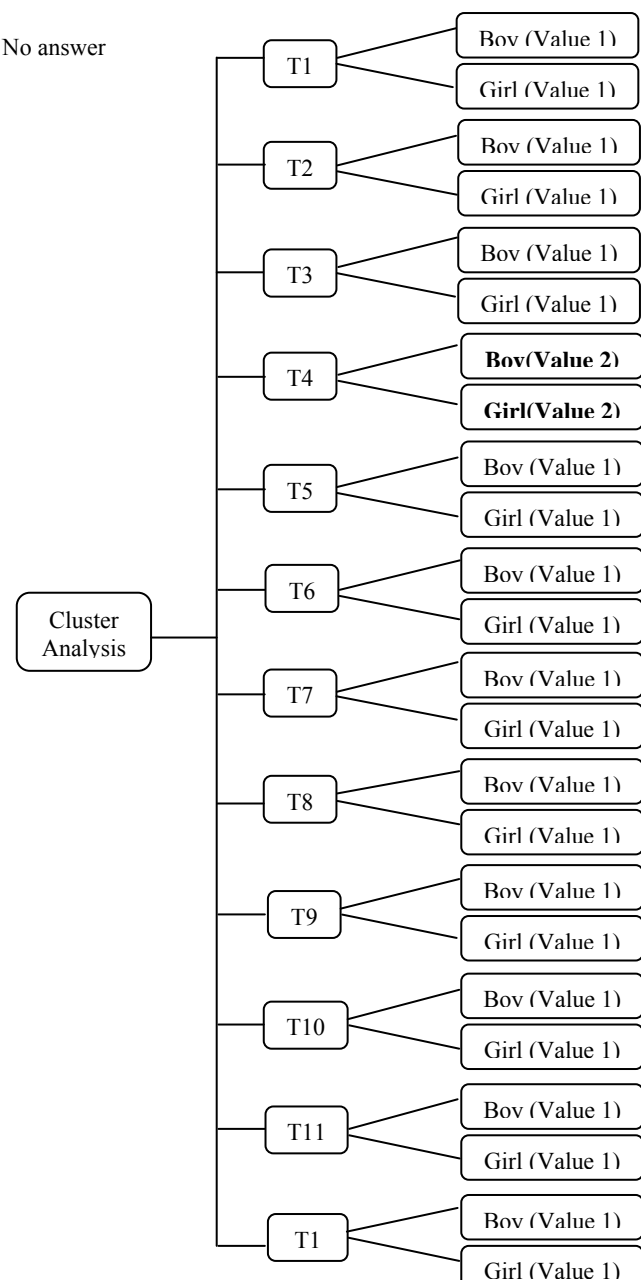 No answer
T1
Boy (Value 1)
Girl (Value 1)
T2
Boy (Value 1)
Girl (Value 1)
T3
Boy (Value 1)
Girl (Value 1)
T4
Boy(Value 2)
Girl(Value 2)
T5
Boy (Value 1)
Girl (Value 1)
Cluster
Analysis
T6
Boy (Value 1)
Girl (Value 1)
T7
Boy (Value 1)
Girl (Value 1)
T8
Boy (Value 1)
Girl (Value 1)
T9
Boy (Value 1)
Girl (Value 1)
T10
Boy (Value 1)
Girl (Value 1)
T11
Boy (Value 1)
Girl (Value 1)
T1
Boy (Value 1)
Girl (Value 1)